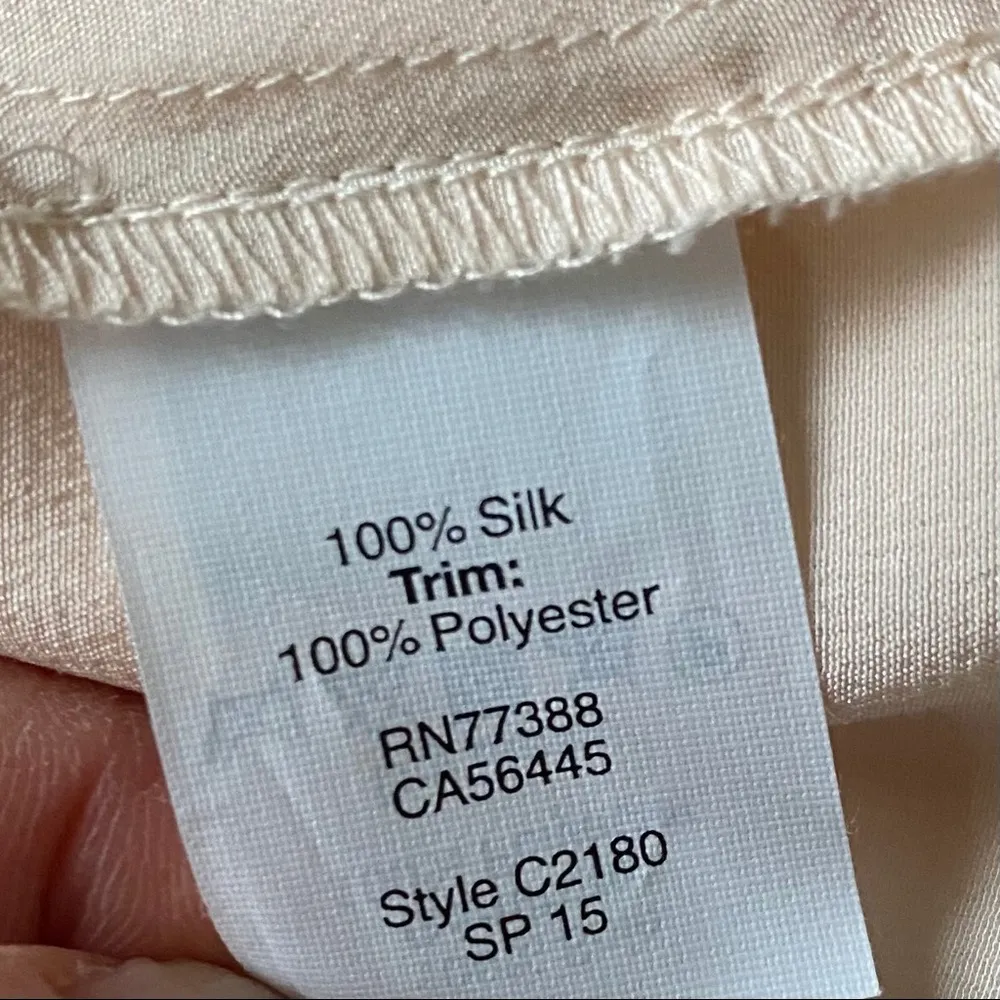 100% Silk
Trim:
100% Polyester
RN77388
CA56445
Style C2180
SP 15